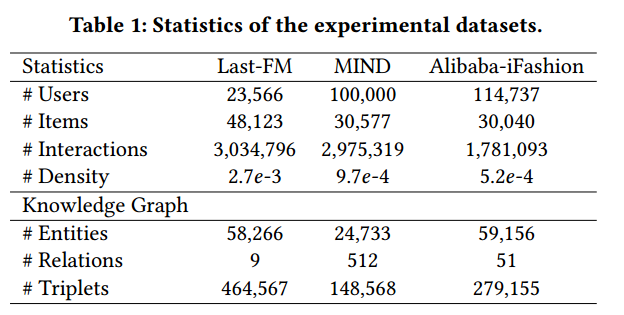 Table 1: Statistics of the experimental datasets.
Statistics Last-FM MIND Alibaba-iFashion
# Users 23,566 100,000 114,737
# Items 48,123 30,577 30,040
# Interactions 3,034,796 2,975,319 1,781,093
# Density 2.7e-3 9.7e-4 5.2e-4
Knowledge Graph
# Entities 58,266 24,733 59,156
# Relations 9 512 51
# Triplets 464,567 148,568 279,155